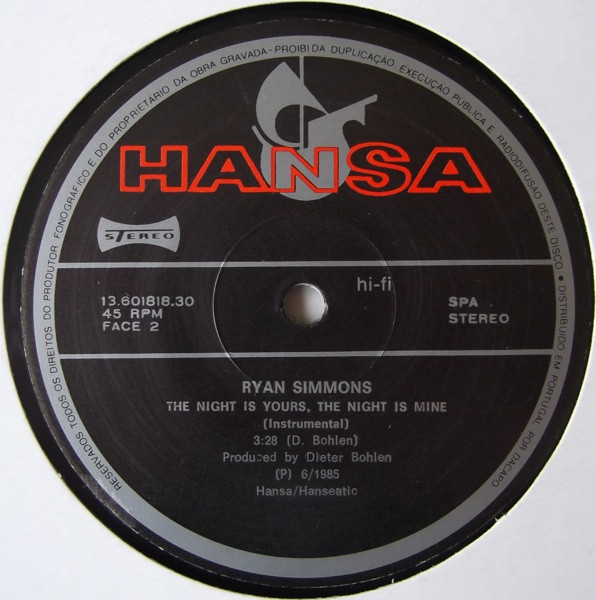 RESERVADOS TODOS OS DIREITOS DO PRODUTOR FONOGRÁFICO E DO PROPRIETÁRIO DA OBRA GRAVADA-PROIBIDA DUPLICAÇÃO, EXECUÇÃO PUBLICA E RADIODIFUSÃO DESTE DISCO • DISTRIBUIDO EM PORTUGAL POR DACAPO
HANSA
STEREO
hi-fi
13.601818.30
45 RPM
FACE 2
SPA
STEREO
RYAN SIMMONS
THE NIGHT IS YOURS, THE NIGHT IS MINE
(Instrumental)
3:28 (D. Bohlen)
Produced by Dieter Bohlen
(P) 6/1985
Hansa/Hanseatic